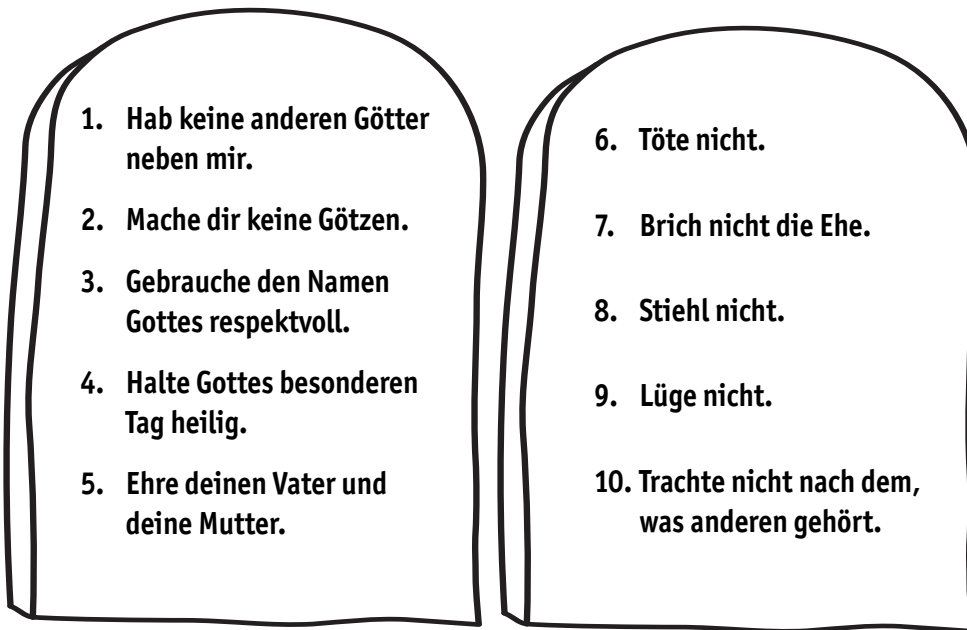 1. Hab keine anderen Götter
neben mir.
2. Mache dir keine Götzen.
3. Gebrauche den Namen
Gottes respektvoll.
4. Halte Gottes besonderen
Tag heilig.
5. Ehre deinen Vater und
deine Mutter.
6. Töte nicht.
7. Brich nicht die Ehe.
8. Stiehl nicht.
9. Lüge nicht.
10. Trachte nicht nach dem,
was anderen gehört.